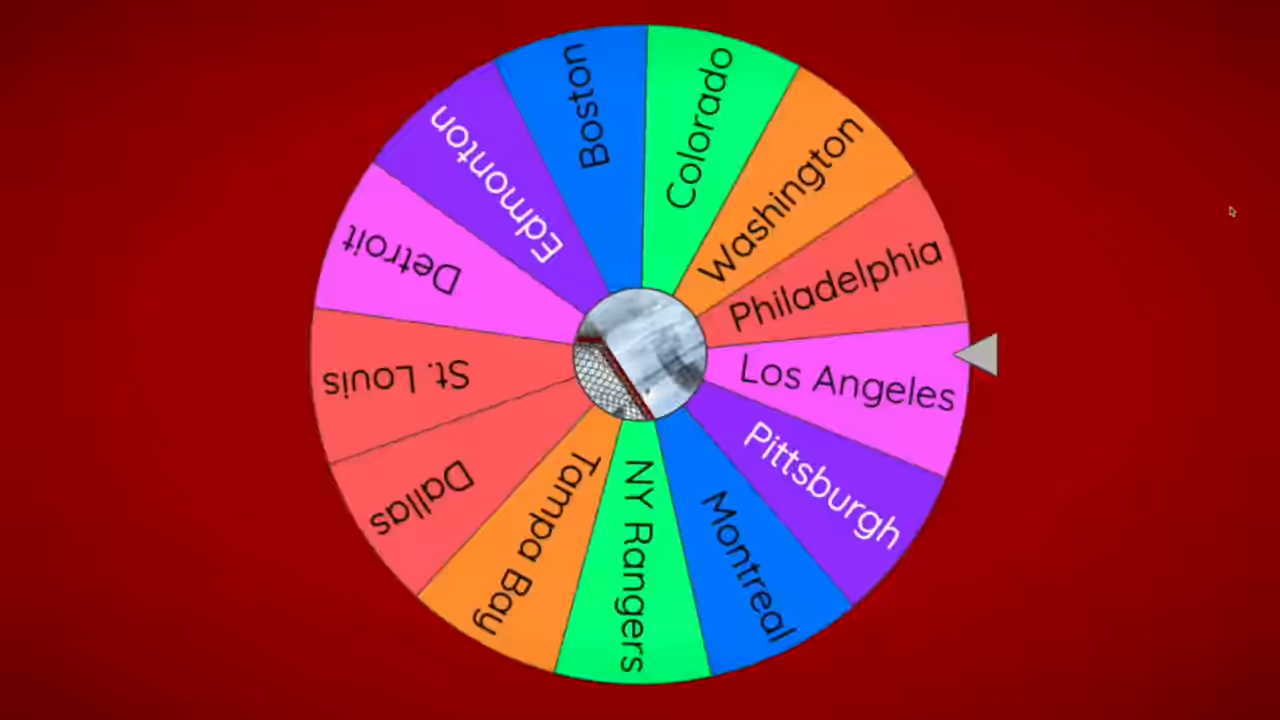 Boston
Colorado
Washington
Philadelphia
Los Angeles
Pittsburgh
Montreal
NY Rangers
Tampa Bay
Dallas
St. Louis
Detroit
Edmonton